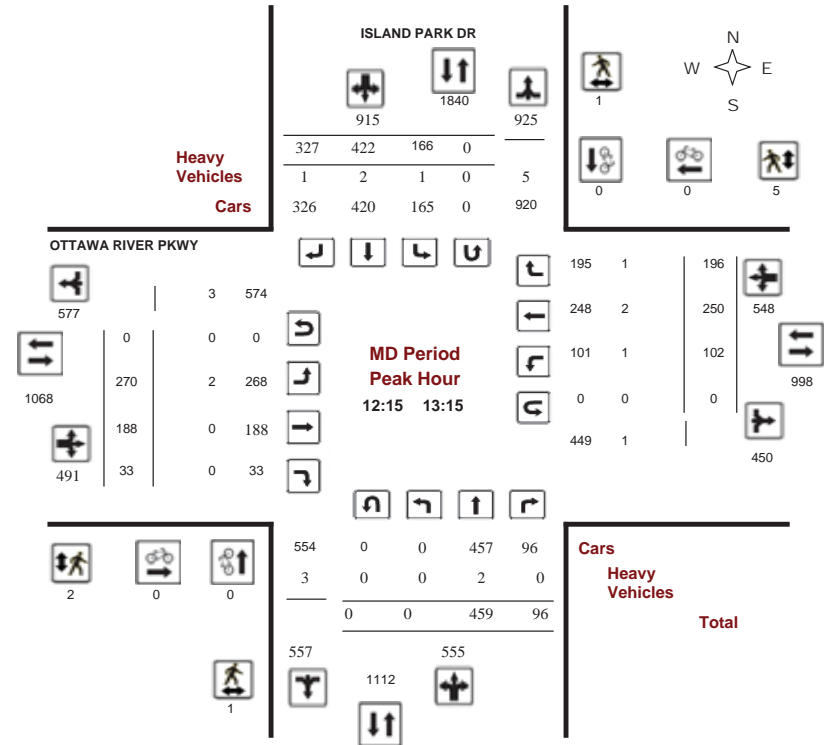 ISLAND PARK DR
N
W E
S
1840
1
915 925
327 422 166 0
Heavy
Vehicles
1 2 1 0 5
Cars
326 420 165 0 920
0 0 5
OTTAWA RIVER PKWY
577
3 574
195 1 196
248 2 250 548
0 0 0
1068
270 2 268
MD Period
Peak Hour
12:15 13:15
101 1 102
998
188 0 188
0 0 0
491
33 0 33
449 1
450
554 0 0 457 96
Cars
3 0 0 2 0
Heavy
Vehicles
2 0 0
0 0 459 96
Total
557 555
1112
1